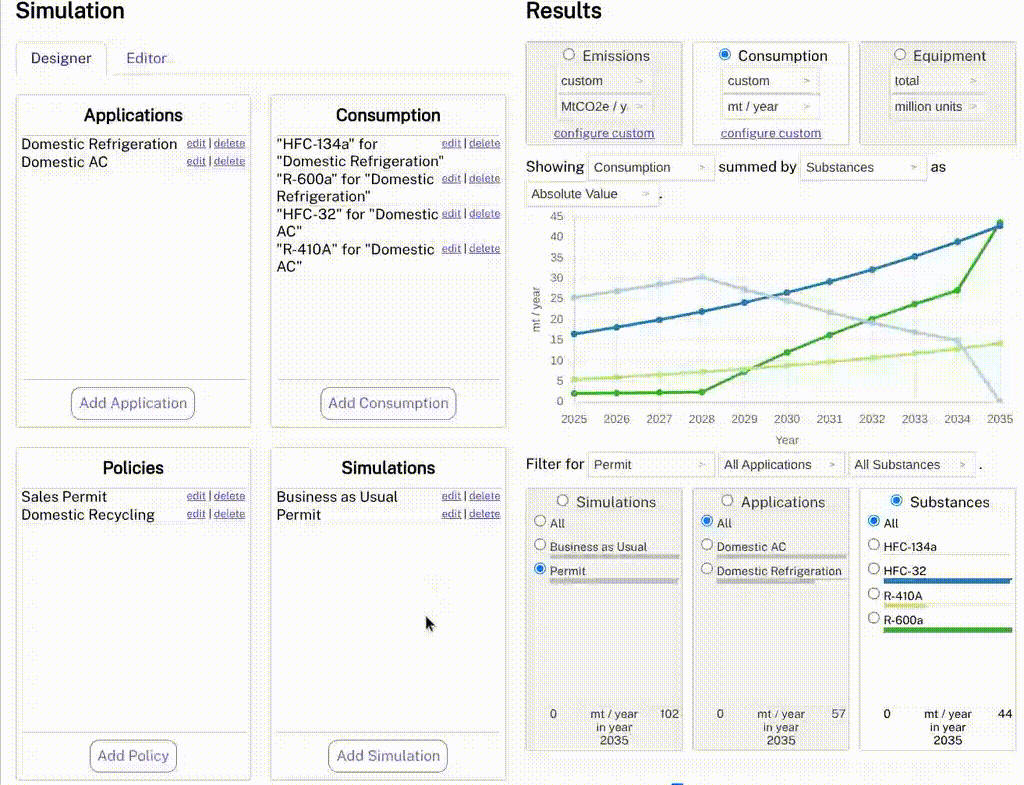 Simulation
Designer
Editor
Applications
Domestic Refrigeration edit | delete
Domestic AC edit | delete
Add Application
Consumption
"HFC-134a" for edit | delete
"Domestic Refrigeration"
"R-600a" for "Domestic edit | delete
Refrigeration"
"HFC-32" for "Domestic edit | delete
AC"
"R-410A" for "Domestic edit | delete
AC"
Add Consumption
Policies
Sales Permit edit | delete
Domestic Recycling edit | delete
Add Policy
Simulations
Business as Usual edit | delete
Permit edit | delete
Add Simulation
Results
Emissions
custom >
MtCO2e / y >
configure custom
Consumption
custom >
mt / year >
configure custom
Equipment
total >
million units >
Showing Consumption > summed by Substances > as
Absolute Value > .
45
40
35
30
25
20
15
10
5
0
mt / year
2025 2026 2027 2028 2029 2030 2031 2032 2033 2034 2035
Year
Filter for Permit > All Applications > All Substances > .
Simulations
All
Business as Usual
Permit
0 mt / year 102
in year
2035
Applications
All
Domestic AC
Domestic Refrigeration
0 mt / year 57
in year
2035
Substances
All
HFC-134a
HFC-32
R-410A
R-600a
0 mt / year 44
in year
2035